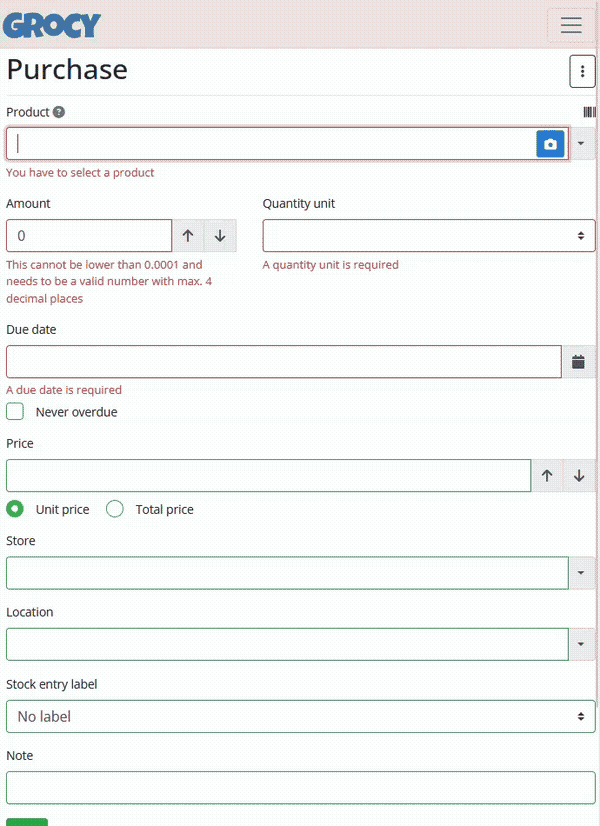 GROCY
Purchase
Product
You have to select a product
Amount
Quantity unit
0
This cannot be lower than 0.0001 and
needs to be a valid number with max. 4
decimal places
A quantity unit is required
Due date
A due date is required
Never overdue
Price
Unit price
Total price
Store
Location
Stock entry label
No label
Note